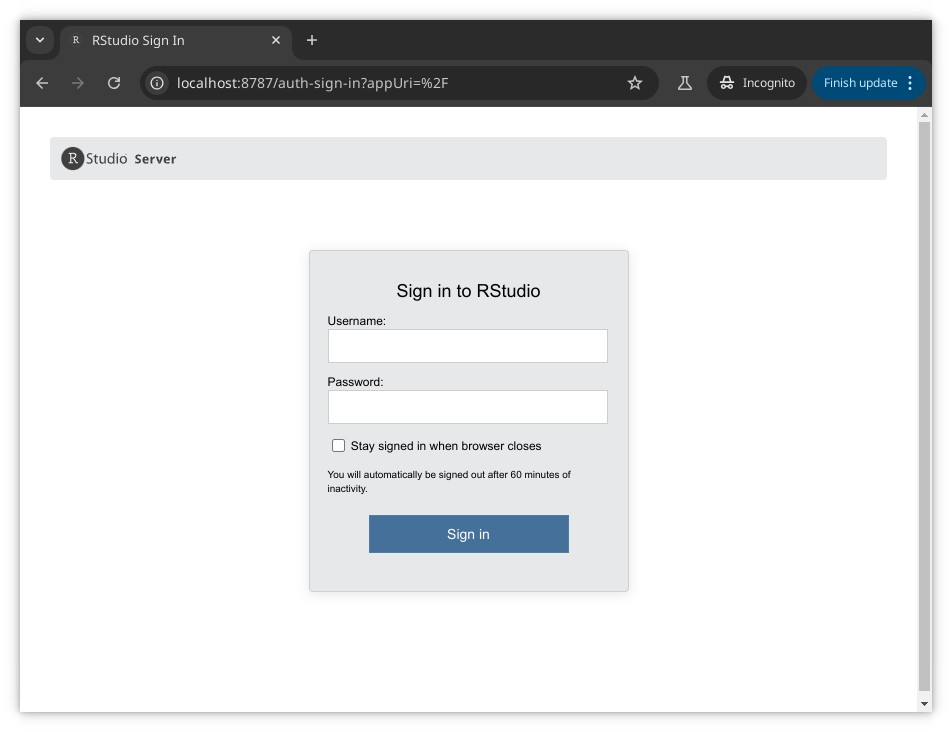 R RStudio Sign In
localhost:8787/auth-sign-in?appUri=%2F Incognito Finish update
R Studio Server
Sign in to RStudio
Username:
Password:
Stay signed in when browser closes
You will automatically be signed out after 60 minutes of
inactivity.
Sign in